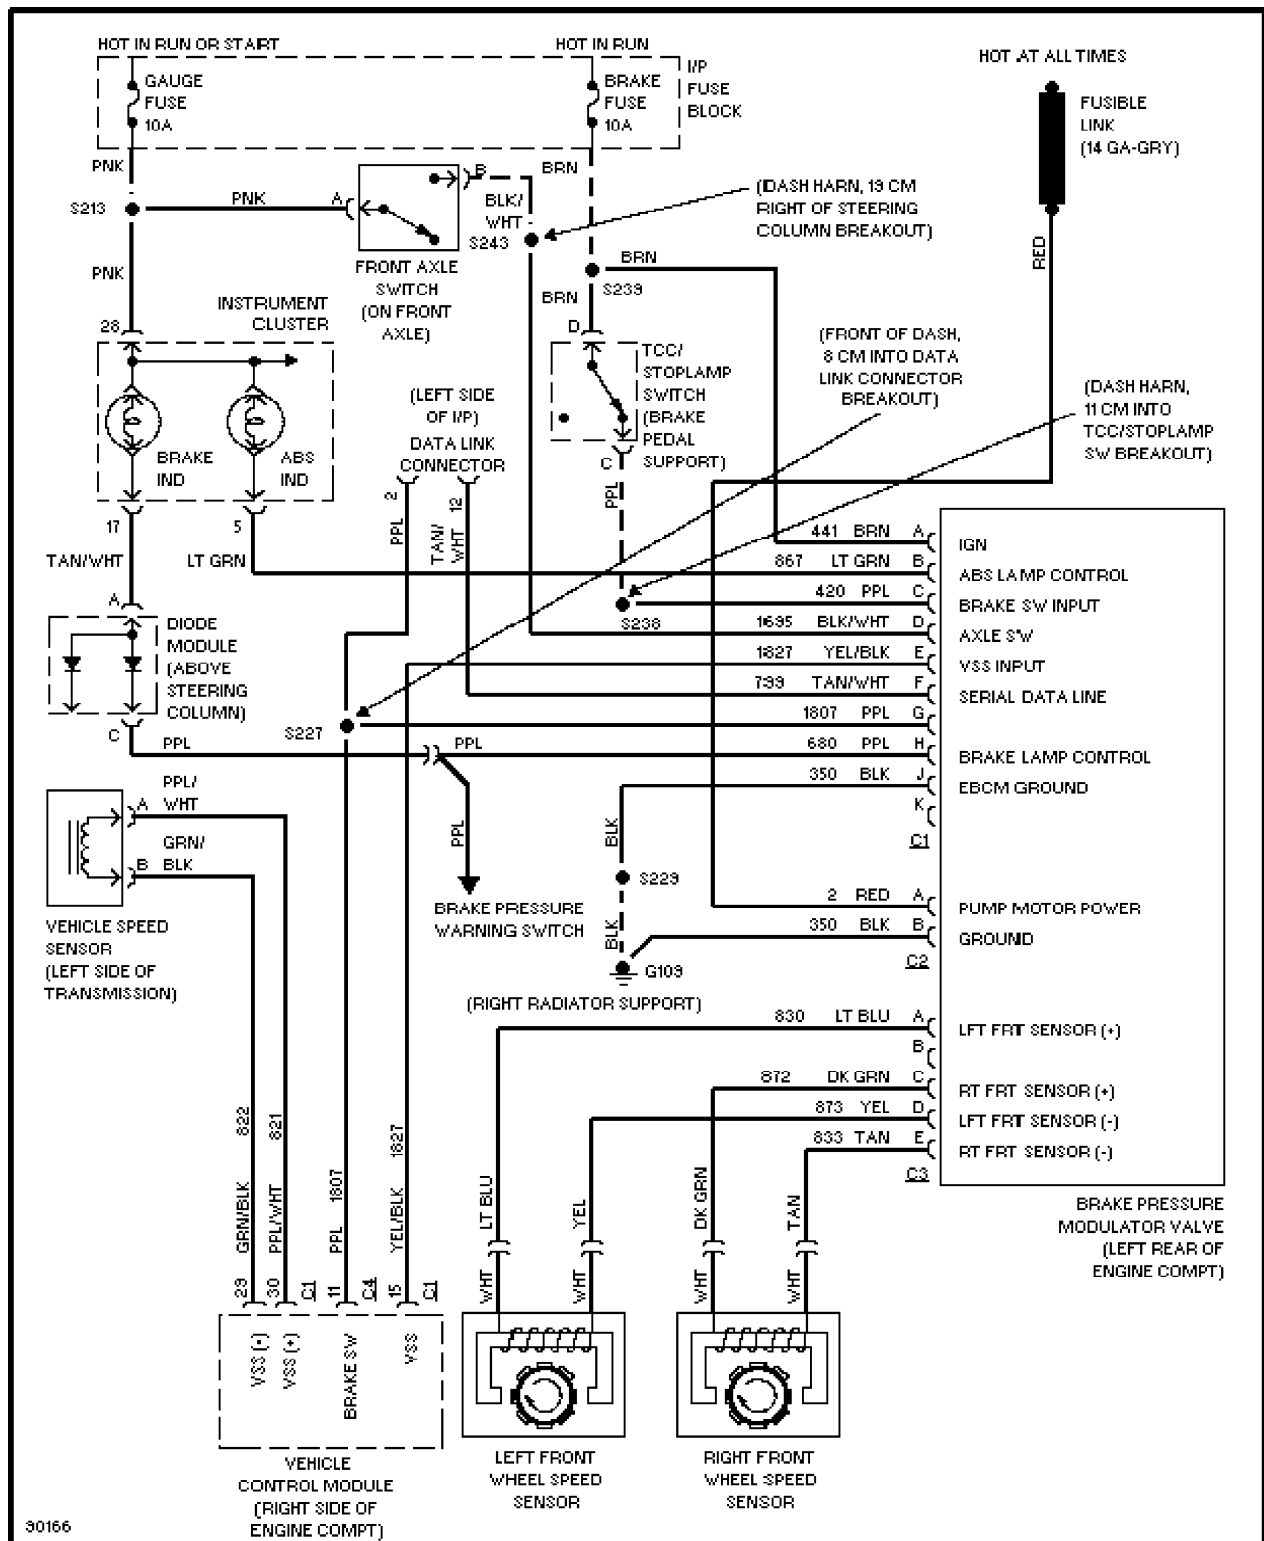 HOT IN RUN OR START
HOT IN RUN
HOT AT ALL TIMES
GAUGE
FUSE
10A
BRAKE
FUSE
10A
I/P
FUSE
BLOCK
FUSIBLE
LINK
(14 GA-GRY)
PNK
S213
PNK
A
B
BLK/
WHT
S243
BRN
(DASH HARN, 19 CM
RIGHT OF STEERING
COLUMN BREAKOUT)
RED
PNK
FRONT AXLE
SWITCH
(ON FRONT
AXLE)
BRN
S239
BRN
INSTRUMENT
CLUSTER
28
D
TCC/
STOPLAMP
SWITCH
(BRAKE
PEDAL
SUPPORT)
C
(FRONT OF DASH,
8 CM INTO DATA
LINK CONNECTOR
BREAKOUT)
(DASH HARN,
11 CM INTO
TCC/STOPLAMP
SW BREAKOUT)
BRAKE
IND
ABS
IND
(LEFT SIDE
OF I/P)
DATA LINK
CONNECTOR
2
PPL
12
TAN/
WHT
PPL
17
5
TAN/WHT
LT GRN
441 BRN A
IGN
867 LT GRN B
ABS LAMP CONTROL
420 PPL C
BRAKE SW INPUT
S238
1695 BLK/WHT D
AXLE SW
1827 YEL/BLK E
VSS INPUT
799 TAN/WHT F
SERIAL DATA LINE
1807 PPL G
680 PPL H
BRAKE LAMP CONTROL
350 BLK J
EBCM GROUND
K
C1
A
DIODE
MODULE
(ABOVE
STEERING
COLUMN)
C
PPL
S227
PPL
PPL
BRAKE PRESSURE
WARNING SWITCH
BLK
S229
BLK
G109
(RIGHT RADIATOR SUPPORT)
2 RED A
PUMP MOTOR POWER
350 BLK B
GROUND
C2
PPL/
A WHT
GRN/
B BLK
VEHICLE SPEED
SENSOR
(LEFT SIDE OF
TRANSMISSION)
830 LT BLU A
LFT FRT SENSOR (+)
B
872 DK GRN C
RT FRT SENSOR (+)
873 YEL D
LFT FRT SENSOR (-)
833 TAN E
RT FRT SENSOR (-)
C3
BRAKE PRESSURE
MODULATOR VALVE
(LEFT REAR OF
ENGINE COMPT)
29 GRN/BLK 822
30 PPL/WHT 821
C1
11 PPL 1807
C4
15 YEL/BLK 1827
C1
WHT LT BLU
WHT YEL
WHT DK GRN
WHT TAN
VSS (-)
VSS (+)
BRAKE SW
VSS
VEHICLE
CONTROL MODULE
(RIGHT SIDE OF
ENGINE COMPT)
LEFT FRONT
WHEEL SPEED
SENSOR
RIGHT FRONT
WHEEL SPEED
SENSOR
90166